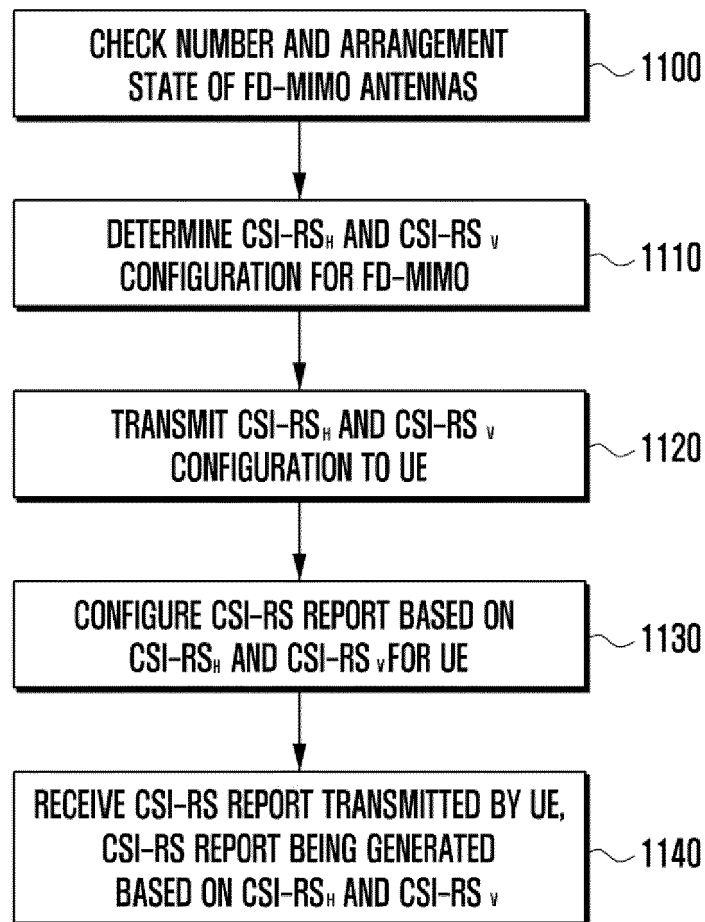 CHECK NUMBER AND ARRANGEMENT
STATE OF FD-MIMO ANTENNAS
1100
DETERMINE CSI-RSH AND CSI-RS V
CONFIGURATION FOR FD-MIMO
1110
TRANSMIT CSI-RSH AND CSI-RS V
CONFIGURATION TO UE
1120
CONFIGURE CSI-RS REPORT BASED ON
CSI-RSH AND CSI-RS V FOR UE
1130
RECEIVE CSI-RS REPORT TRANSMITTED BY UE,
CSI-RS REPORT BEING GENERATED
BASED ON CSI-RSH AND CSI-RS V
1140